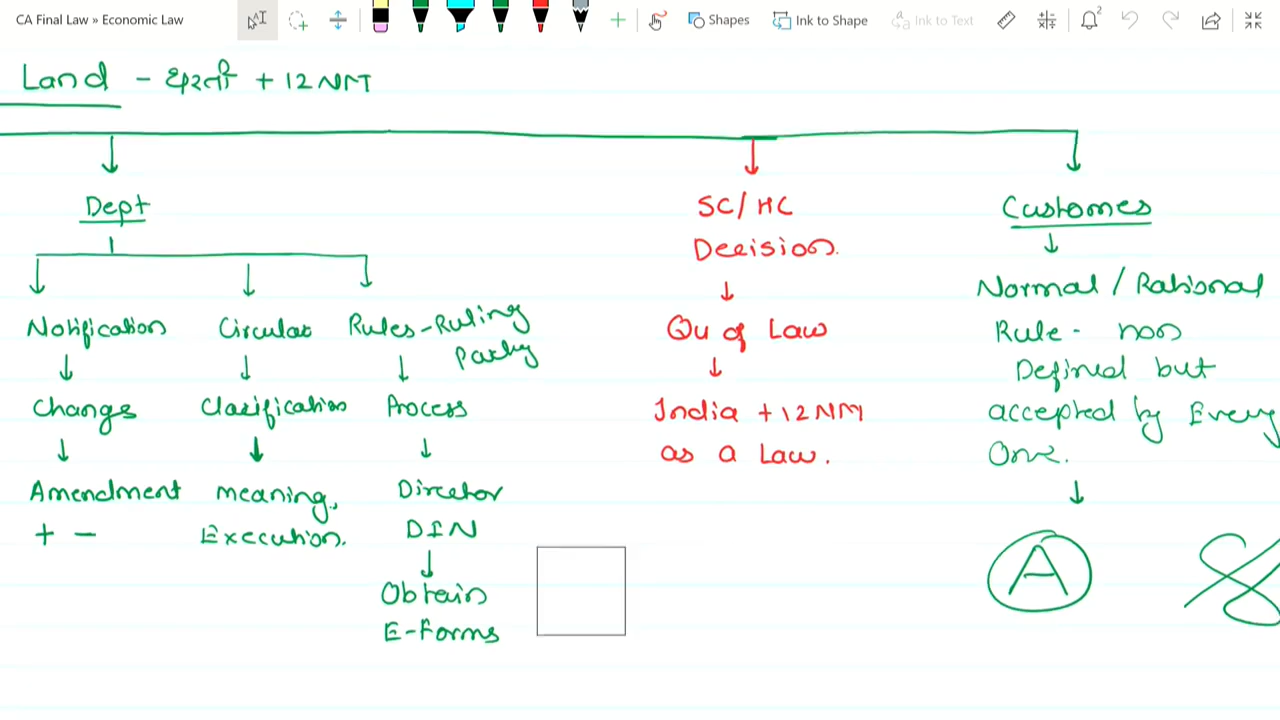 CA Final Law » Economic Law
Shapes
Ink to Shape
Ink to Text
2
Land - धरती + 12 NM
Dept
Notification
Changes
Amendment
+ -
Circular
Clarification
meaning,
Execution.
Rules - Ruling
Party
Process
Director
DIN
Obtain
E-forms
SC/HC
Decision.
Qu of Law
India + 12 NM
as a Law.
Customes
Normal / Rational
Rule - non
Defined but
accepted by Every
One.
A